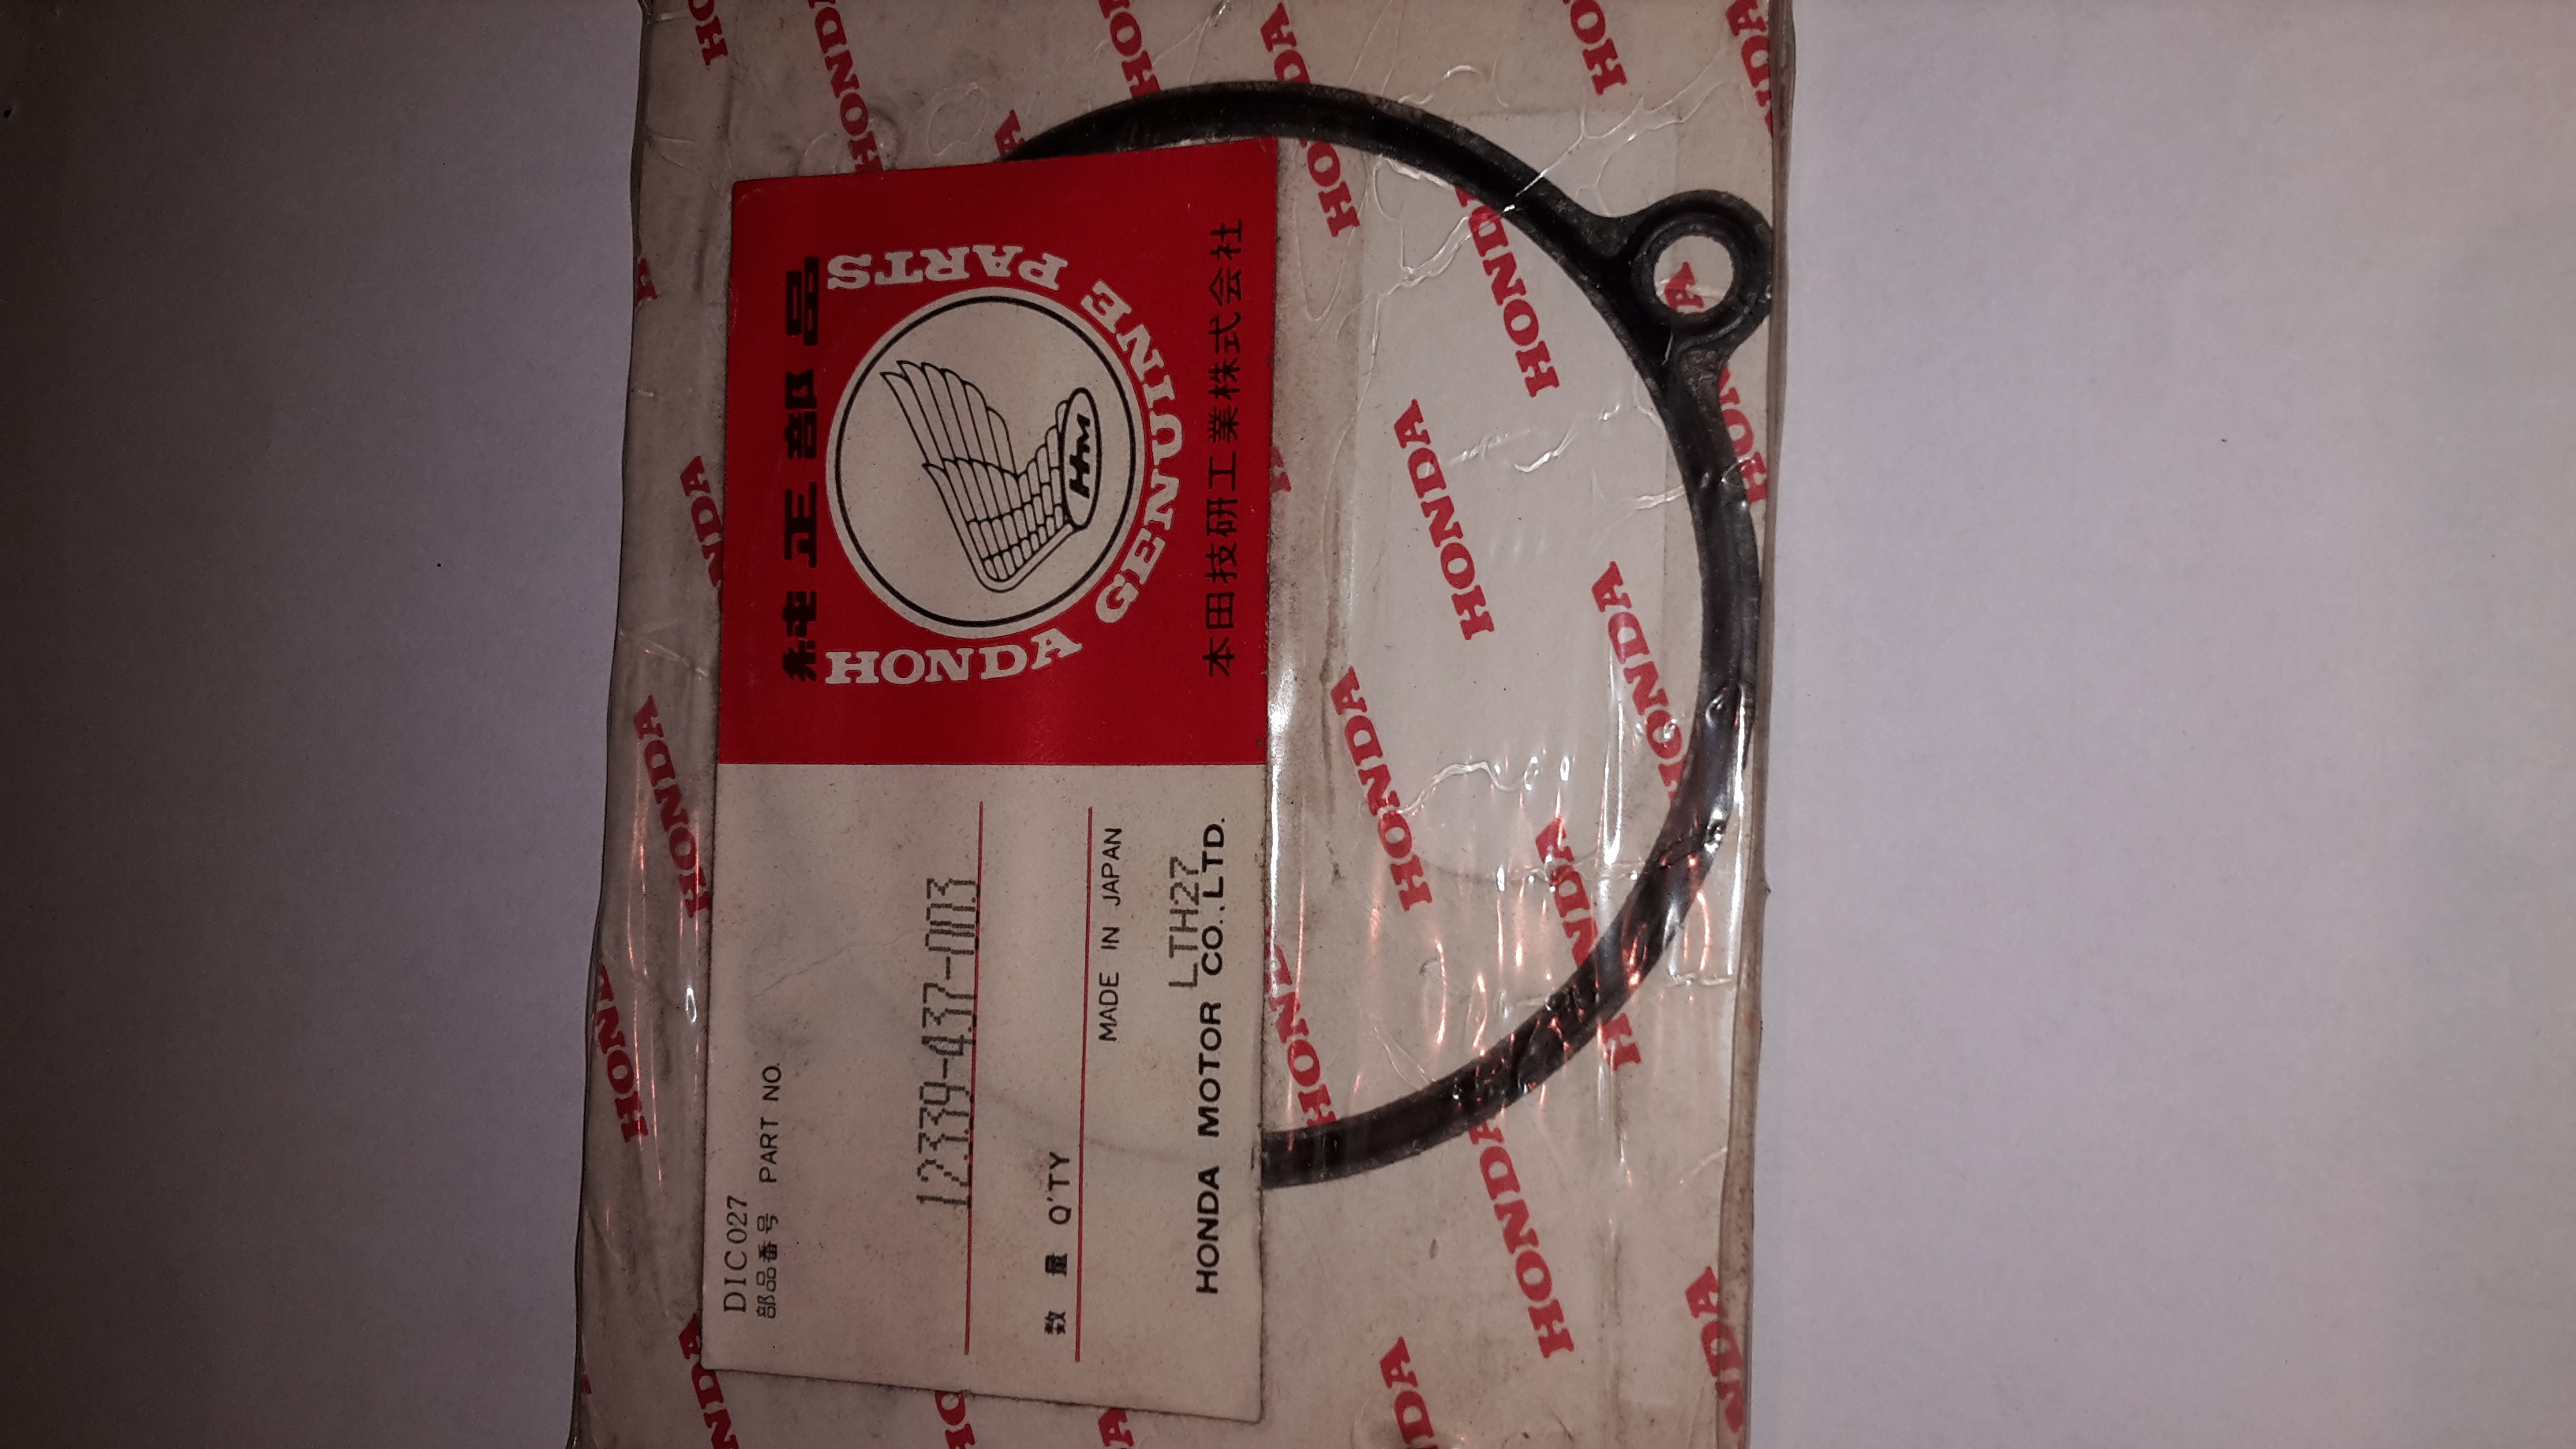 純正部品
HONDA GENUINE PARTS
HM
本田技研工業株式会社
DIC027
部品番号 PART NO.
12339-437-003
数量 Q'TY
MADE IN JAPAN
LTH27
HONDA MOTOR CO.,LTD.
HONDA
HONDA
HONDA
HONDA
HONDA
HONDA
HONDA
HONDA